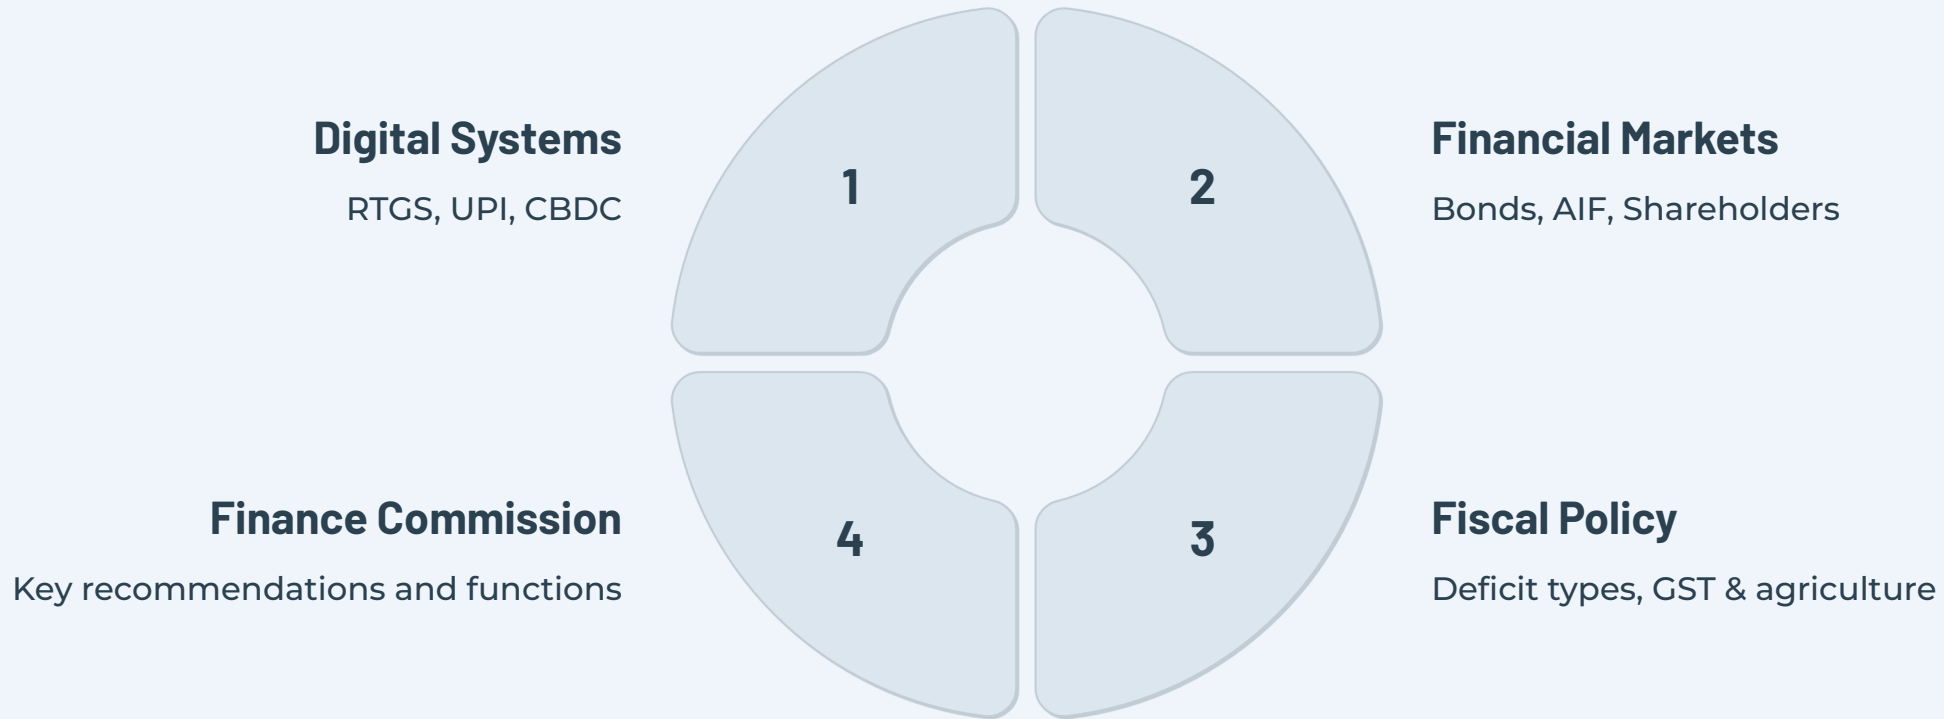 Digital Systems
RTGS, UPI, CBDC
1
2
Financial Markets
Bonds, AIF, Shareholders
Finance Commission
Key recommendations and functions
4
3
Fiscal Policy
Deficit types, GST & agriculture